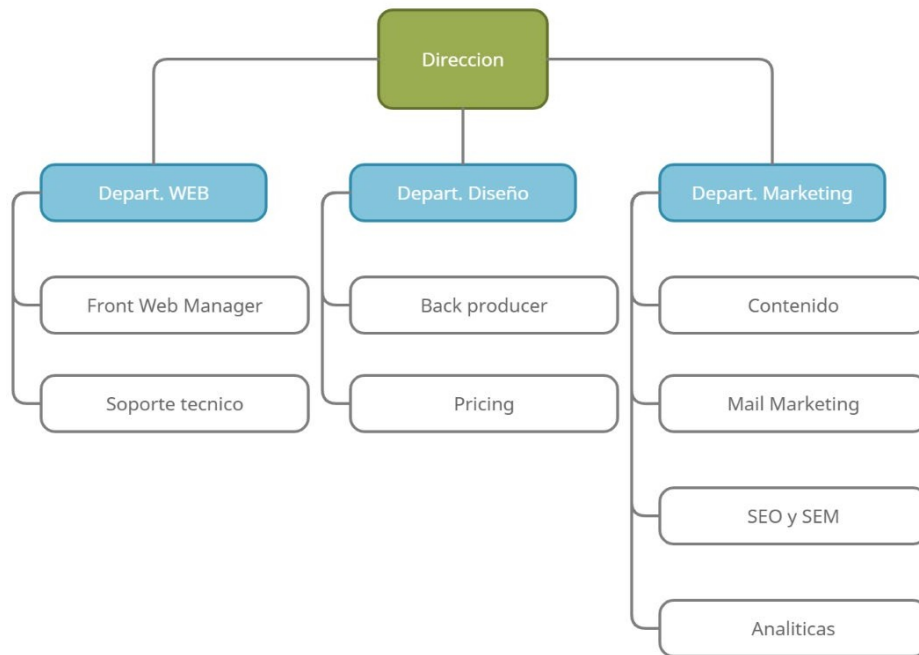 Direccion
Depart. WEB
Depart. Diseño
Depart. Marketing
Front Web Manager
Back producer
Contenido
Soporte tecnico
Pricing
Mail Marketing
SEO y SEM
Analiticas